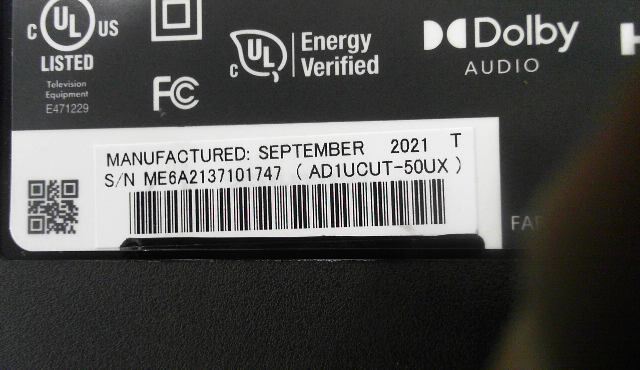 c UL US
LISTED
Television
Equipment
E471229
FC
c UL Energy
Verified
Dolby
AUDIO
MANUFACTURED: SEPTEMBER 2021 T
S/N ME6A2137101747 ( AD1UCUT-50UX )